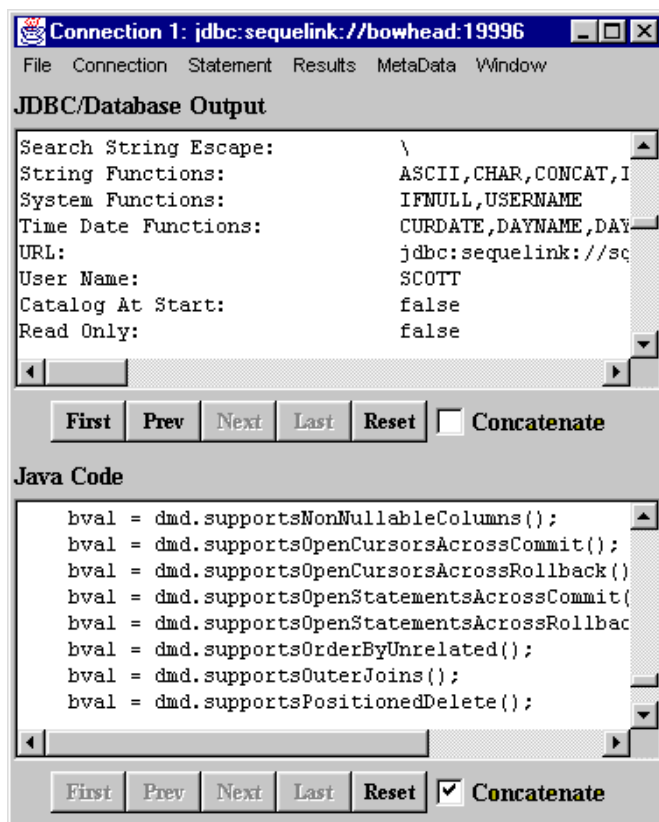 Connection 1: jdbc:sequelink://bowhead:19996
File Connection Statement Results MetaData Window
JDBC/Database Output
Search String Escape: \
String Functions: ASCII,CHAR,CONCAT,I
System Functions: IFNULL,USERNAME
Time Date Functions: CURDATE,DAYNAME,DAY
URL: jdbc:sequelink://sq
User Name: SCOTT
Catalog At Start: false
Read Only: false
First Prev Next Last Reset Concatenate
Java Code
bval = dmd.supportsNonNullableColumns();
bval = dmd.supportsOpenCursorsAcrossCommit();
bval = dmd.supportsOpenCursorsAcrossRollback()
bval = dmd.supportsOpenStatementsAcrossCommit(
bval = dmd.supportsOpenStatementsAcrossRollbac
bval = dmd.supportsOrderByUnrelated();
bval = dmd.supportsOuterJoins();
bval = dmd.supportsPositionedDelete();
First Prev Next Last Reset Concatenate